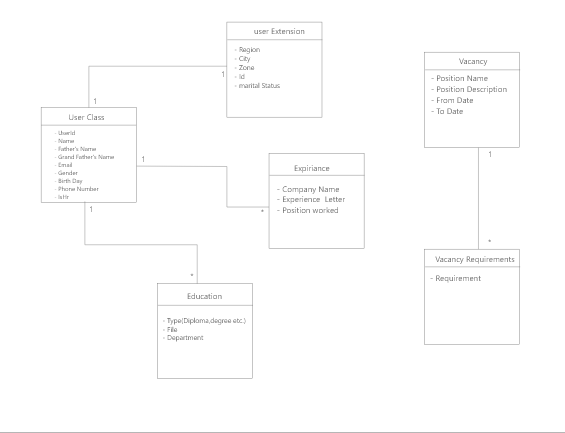 user Extension
- Region
- City
- Zone
- Id
- marital Status
1
1
User Class
- UserId
- Name
- Father's Name
- Grand Father's Name
- Email
- Gender
- Birth Day
- Phone Number
- IsHr
1
*
Expiriance
- Company Name
- Experience Letter
- Position worked
1
*
Education
- Type(Diploma,degree etc.)
- File
- Department
Vacancy
- Position Name
- Position Description
- From Date
- To Date
1
*
Vacancy Requirements
- Requirement